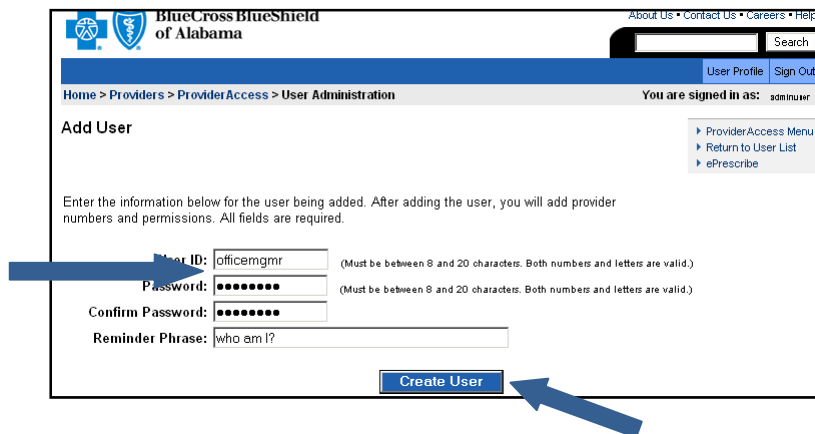 BlueCross BlueShield
of Alabama
About Us • Contact Us • Careers • Help
Search
User Profile Sign Out
Home > Providers > ProviderAccess > User Administration
You are signed in as: adminuser
Add User
ProviderAccess Menu
Return to User List
ePrescribe
Enter the information below for the user being added. After adding the user, you will add provider
numbers and permissions. All fields are required.
User ID: officemgmr (Must be between 8 and 20 characters. Both numbers and letters are valid.)
Password: •••••••• (Must be between 8 and 20 characters. Both numbers and letters are valid.)
Confirm Password: ••••••••
Reminder Phrase: who am I?
Create User